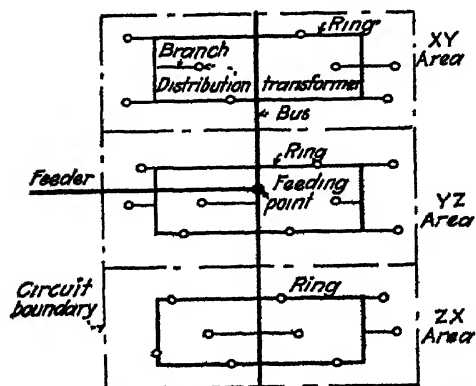 Ring
XY
Area
Branch
Distribution transformer
Bus
Ring
Feeder
Feeding
point
YZ
Area
Circuit
boundary
Ring
ZX
Area